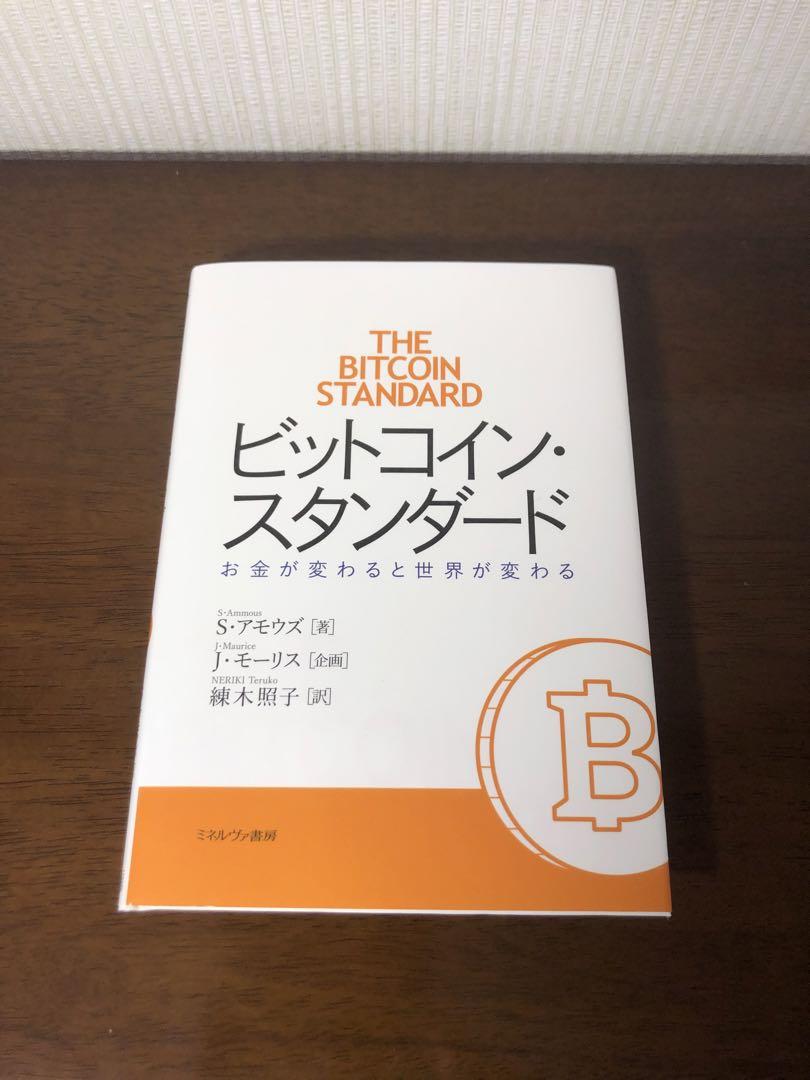 THE
BITCOIN
STANDARD
ビットコイン・
スタンダード
お金が変わると世界が変わる
S・Ammous
S・アモウズ［著］
J・Maurice
J・モーリス［企画］
NERIKI Teruko
練木照子［訳］
ミネルヴァ書房